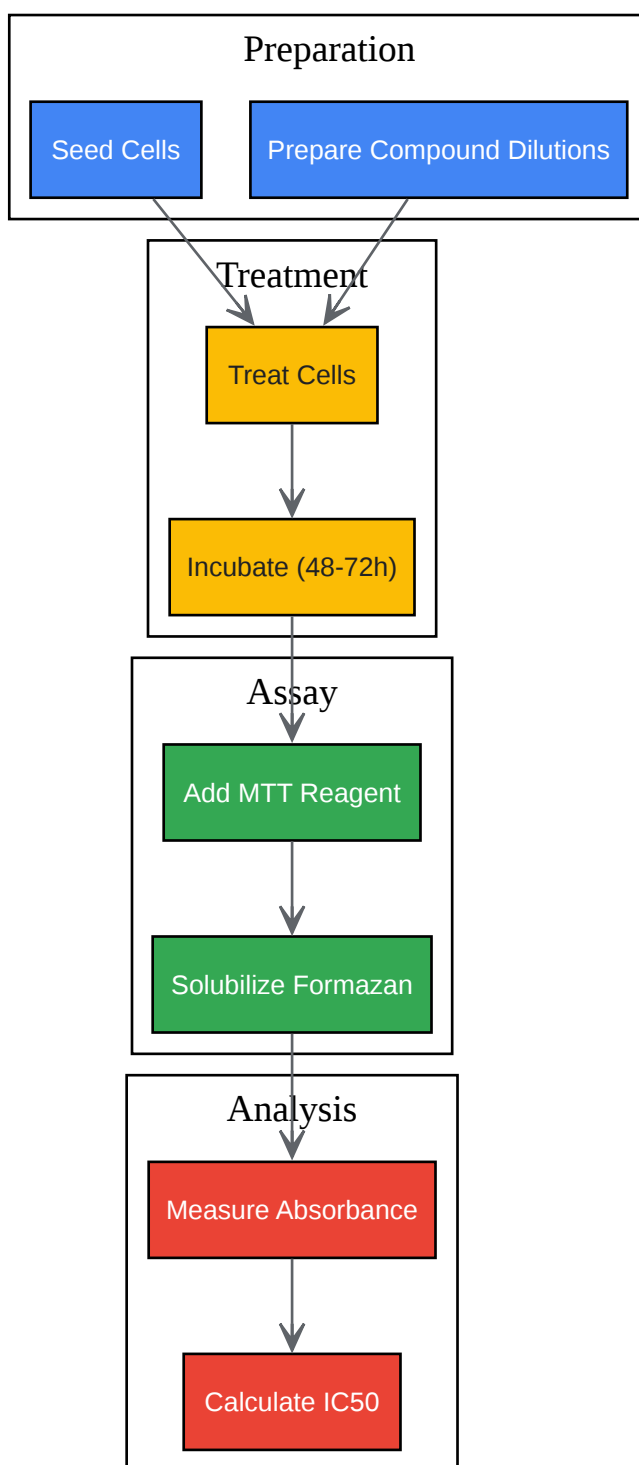 Preparation
Seed Cells
Prepare Compound Dilutions
Treatment
Treat Cells
Incubate (48-72h)
Assay
Add MTT Reagent
Solubilize Formazan
Analysis
Measure Absorbance
Calculate IC50